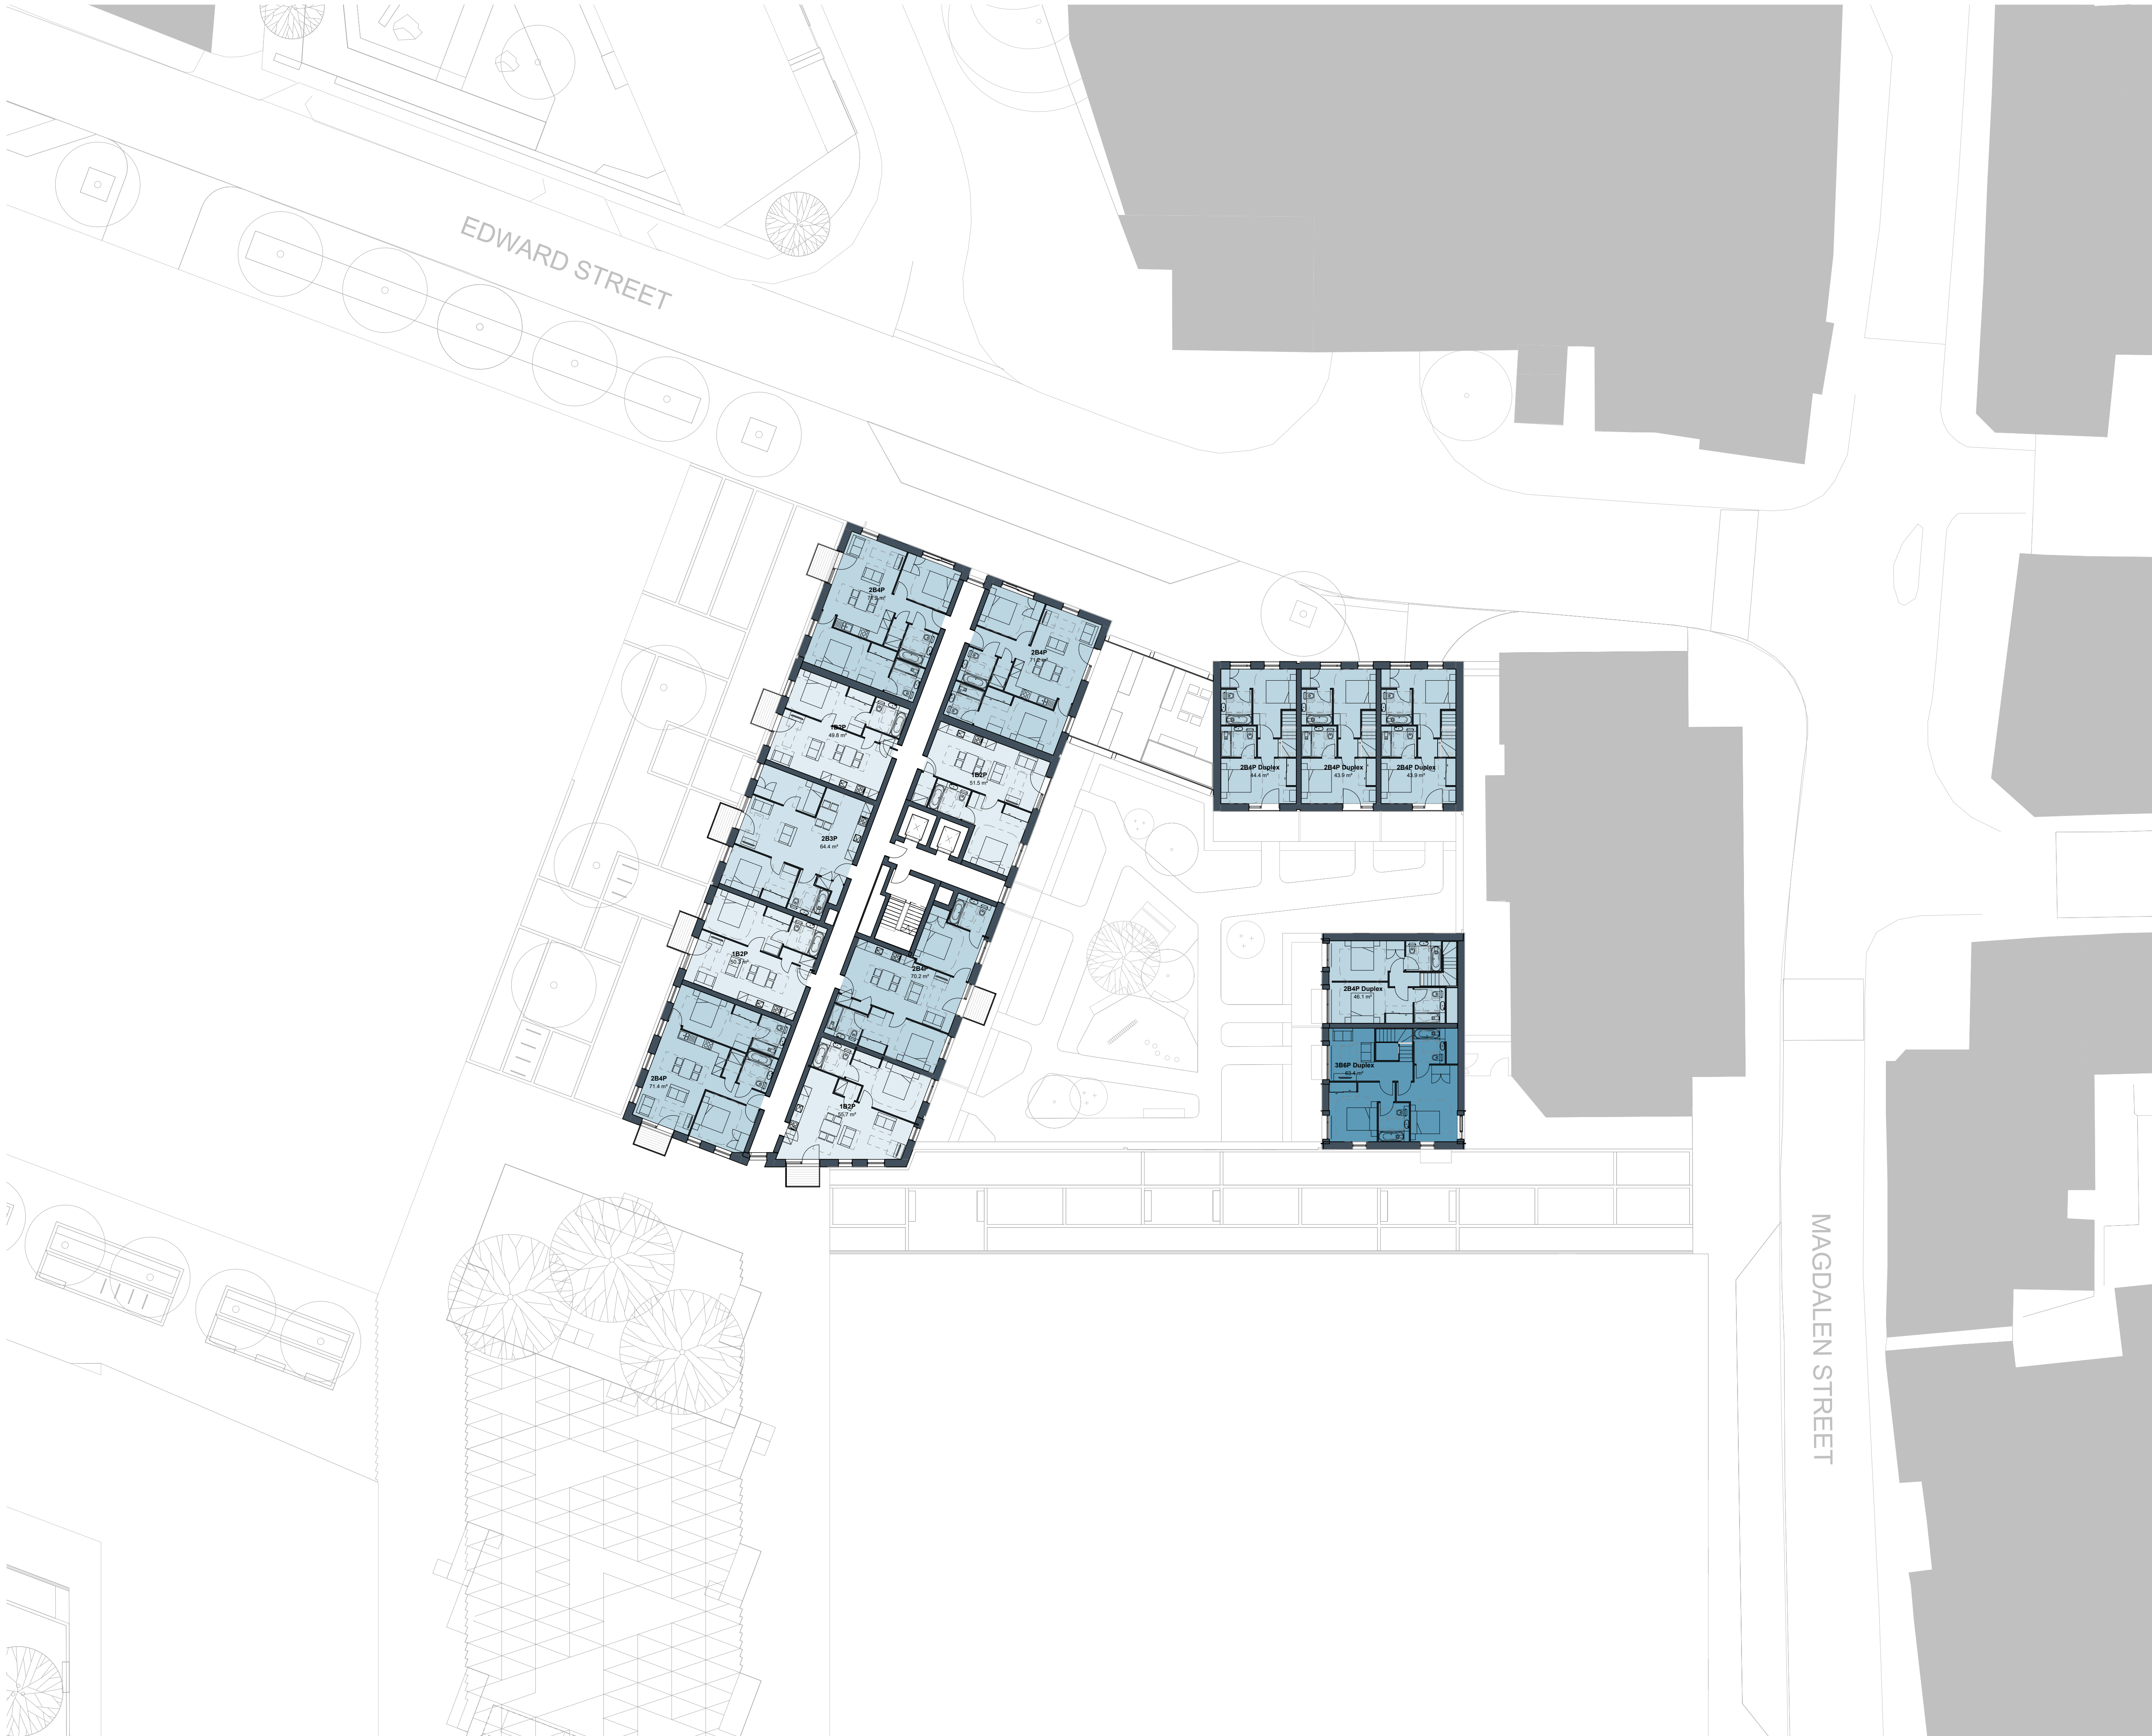 EDWARD STREET
2B4P
2B4P
1B2P
49.8 m²
1B2P
51.5 m²
2B4P Duplex
44.4 m²
2B4P Duplex
43.9 m²
2B4P Duplex
43.9 m²
2B3P
64.4 m²
1B2P
2B4P
70.2 m²
2B4P Duplex
46.1 m²
3B6P Duplex
2B4P
71.4 m²
1B2P
MAGDALEN STREET